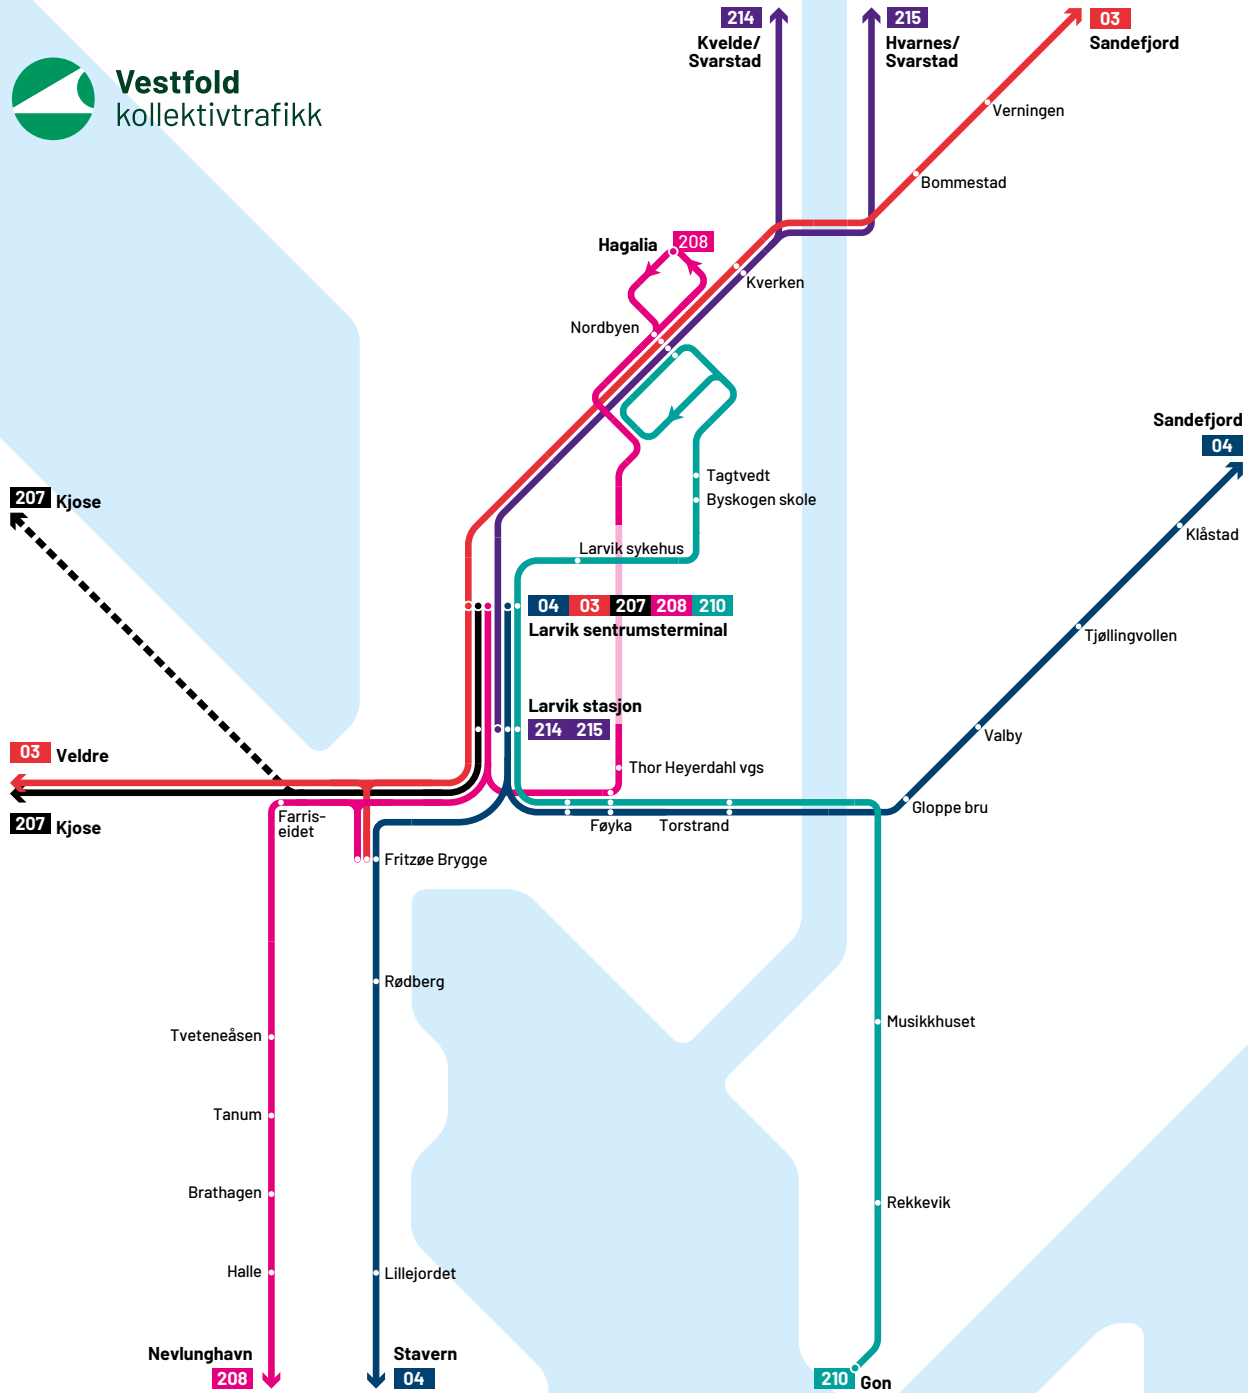 214
Kvelde/
Svarstad
215
Hvarnes/
Svarstad
03
Sandefjord
Vestfold
kollektivtrafikk
Verningen
Bommestad
Hagalia
208
Kverken
Nordbyen
Sandefjord
04
Tagtvedt
Byskogen skole
207 Kjose
Klåstad
Larvik sykehus
04 03 207 208 210
Larvik sentrumsterminal
Tjøllingvollen
Larvik stasjon
214 215
Valby
03 Veldre
Thor Heyerdahl vgs
Gloppe bru
207 Kjose
Farris-
eidet
Føyka
Torstrand
Fritzøe Brygge
Rødberg
Musikkhuset
Tveteneåsen
Tanum
Brathagen
Rekkevik
Halle
Lillejordet
Nevlunghavn
208
Stavern
04
210 Gon